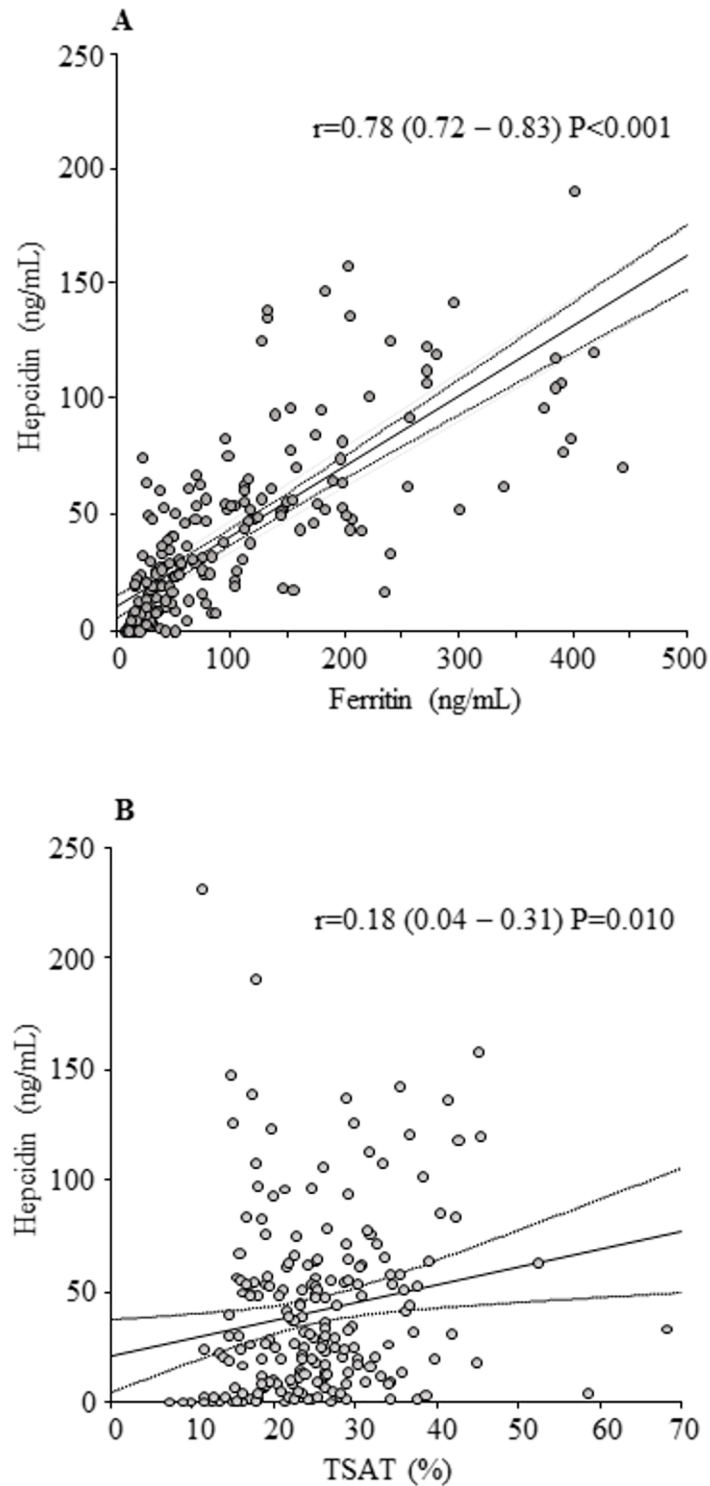 A
250
r=0.78 (0.72 – 0.83) P<0.001
200
150
100
50
0
Hepcidin (ng/mL)
0 100 200 300 400 500
Ferritin (ng/mL)
B
250
r=0.18 (0.04 – 0.31) P=0.010
200
150
100
50
0
Hepcidin (ng/mL)
0 10 20 30 40 50 60 70
TSAT (%)